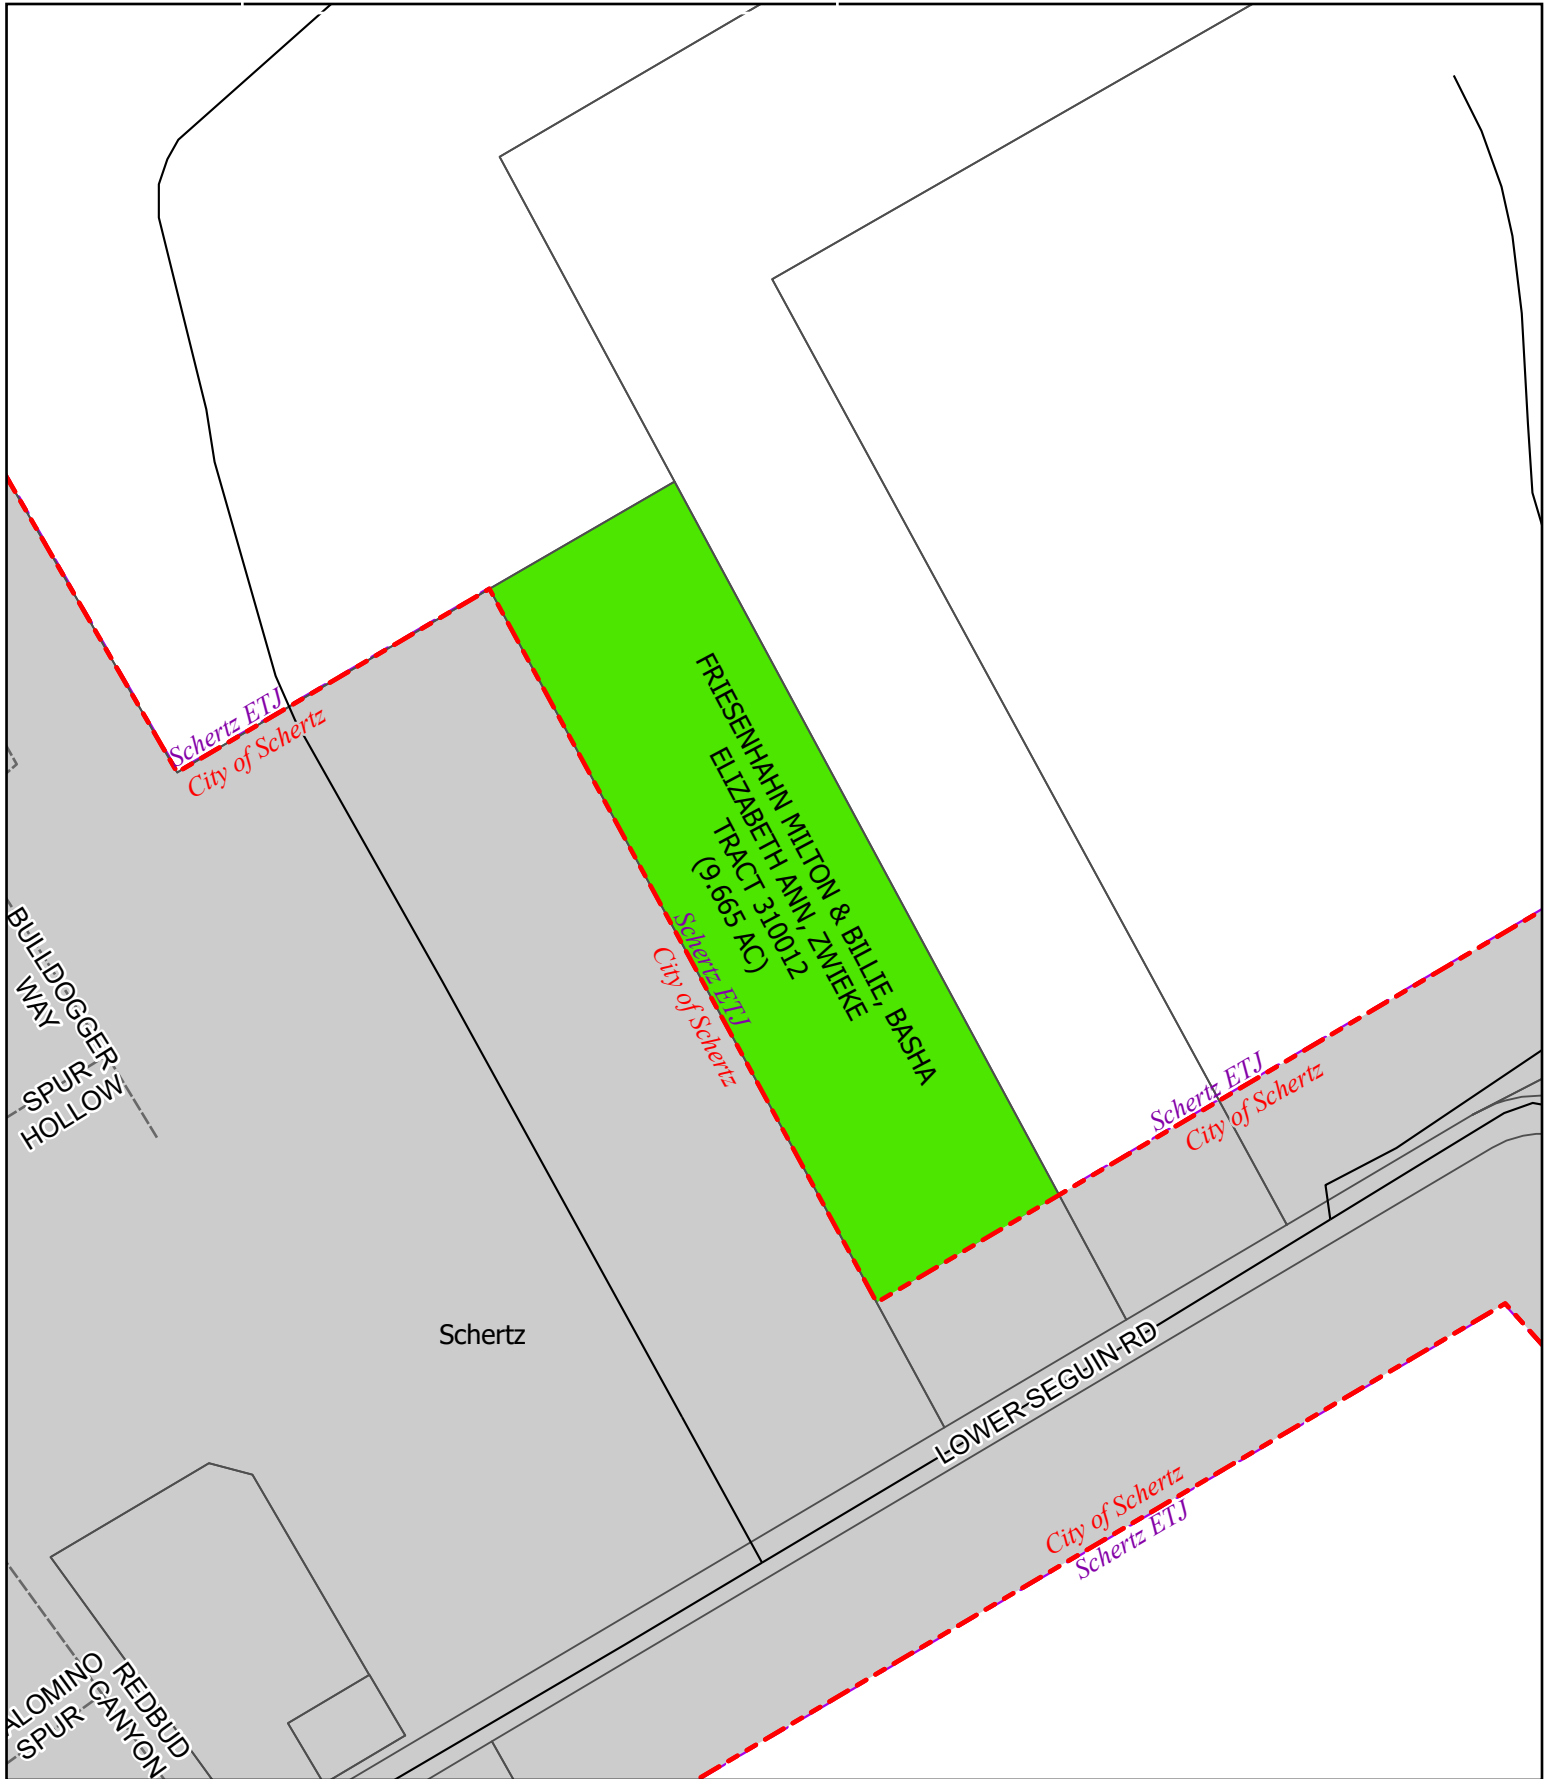 Schertz ETJ
City of Schertz
FRIESENHAHN MILTON & BILLIE, BASHA
ELIZABETH ANN, ZWIEKE
TRACT 310012
(9.665 AC)
Schertz ETJ
City of Schertz
BULLDOGGER
WAY
SPUR
HOLLOW
Schertz ETJ
City of Schertz
Schertz
LOWER-SEGUIN-RD
City of Schertz
Schertz ETJ
ALOMINO
SPUR
REDBUD
CANYON